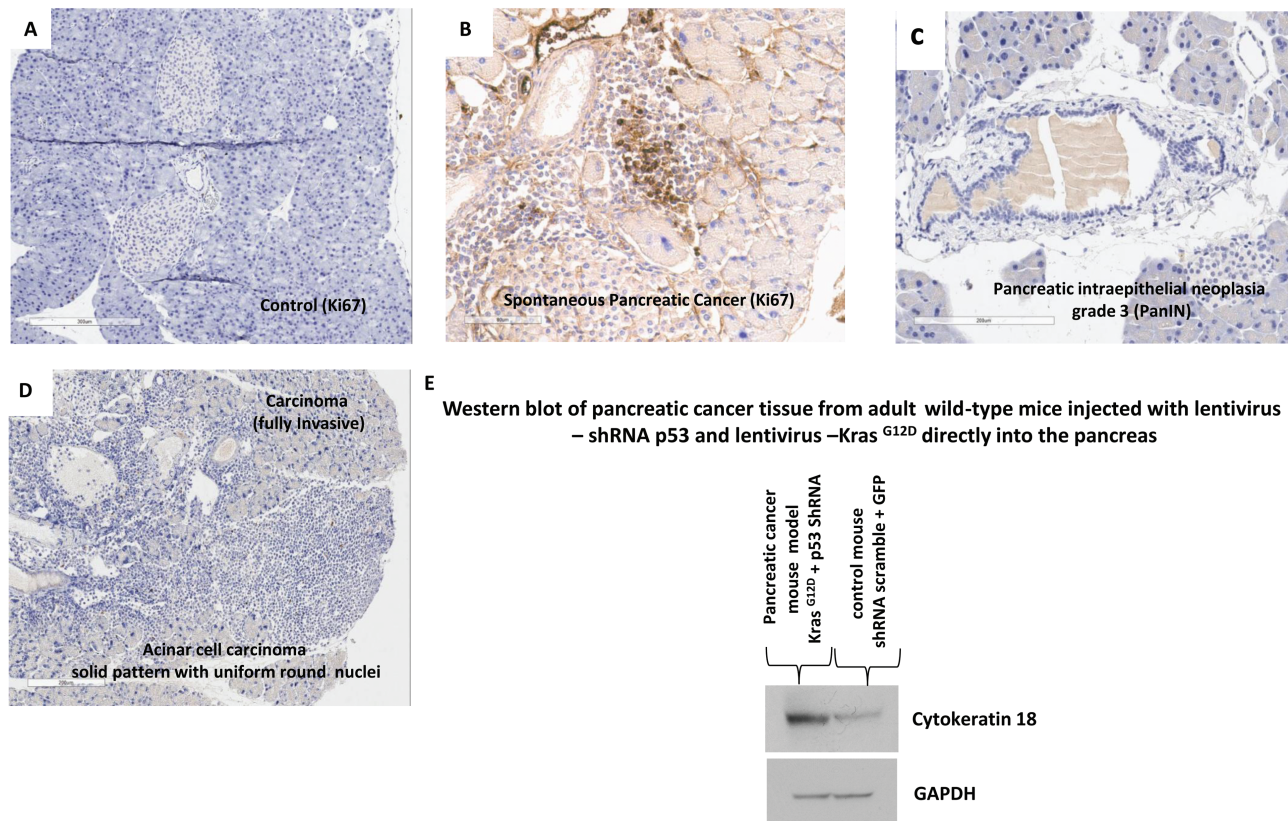 A
Control (Ki67)
300um
B
Spontaneous Pancreatic Cancer (Ki67)
C
Pancreatic intraepithelial neoplasia
grade 3 (PanIN)
200um
D
Carcinoma
(fully Invasive)
Acinar cell carcinoma
solid pattern with uniform round nuclei
E
Western blot of pancreatic cancer tissue from adult wild-type mice injected with lentivirus
– shRNA p53 and lentivirus –Kras G12D directly into the pancreas
Pancreatic cancer
mouse model
Kras G12D + p53 ShRNA
control mouse
shRNA scramble + GFP
Cytokeratin 18
GAPDH